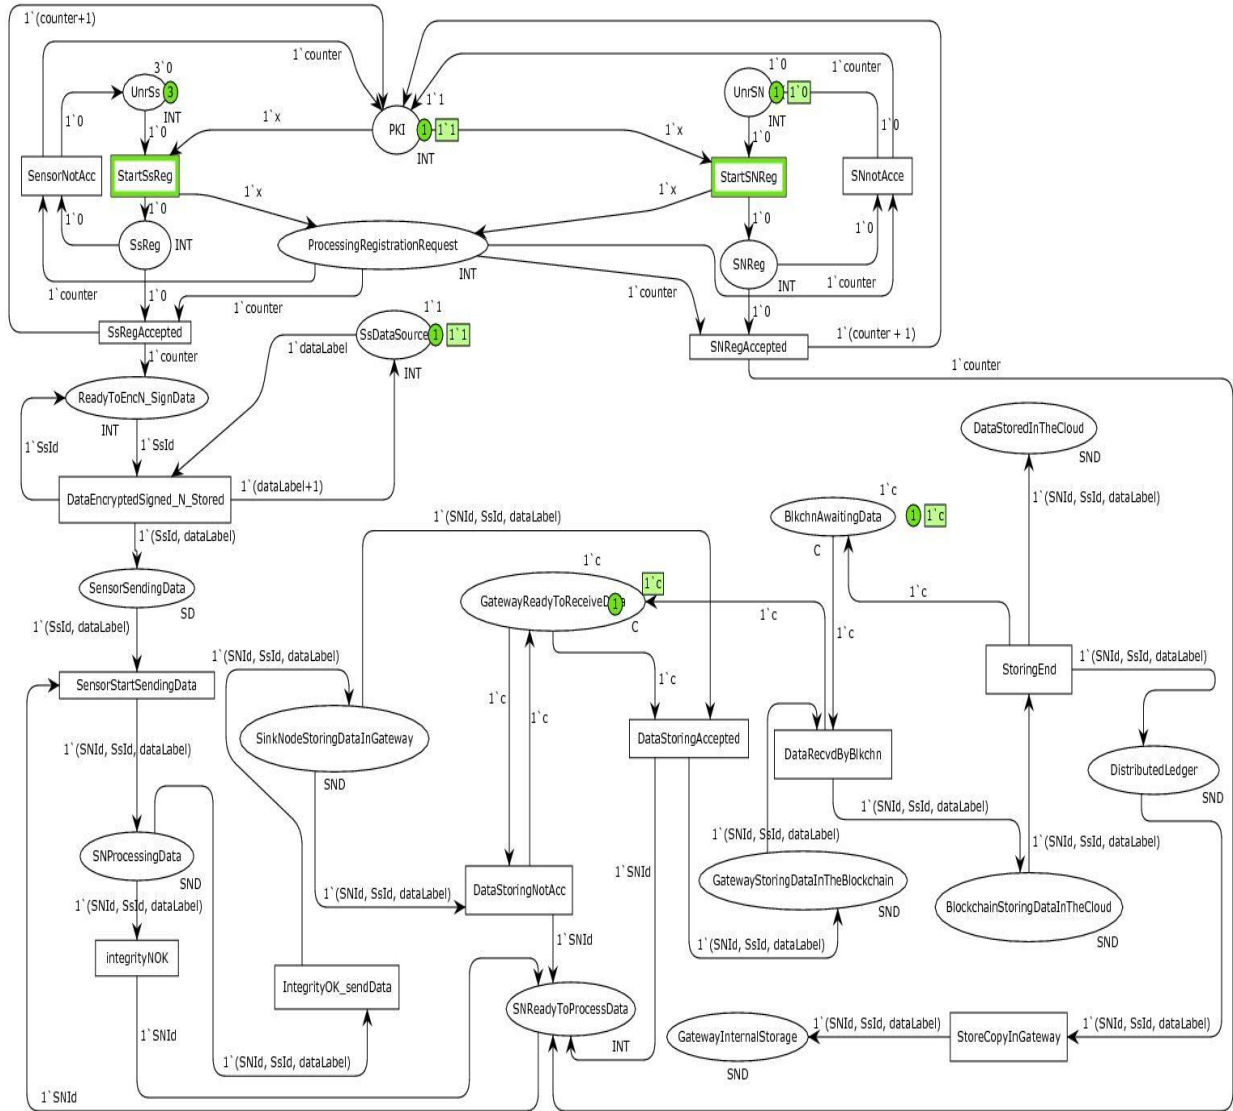 1`(counter+1)
1`counter
3`0
UnrSs
3
INT
1`0
1`0
1`x
1`1
PKI
1
1`1
INT
1`x
1`0
UnrSN
1
1`0
INT
1`0
1`counter
1`0
SensorNotAcc
StartSsReg
StartSNReg
SNnotAcce
1`x
1`x
1`0
1`0
1`0
1`0
SsReg
INT
ProcessingRegistrationRequest
INT
SNReg
INT
1`counter
1`0
1`counter
1`counter
1`counter
1`0
SsRegAccepted
1`counter
1`1
SsDataSource
1
1`1
INT
1`dataLabel
SNRegAccepted
1`(counter + 1)
1`counter
ReadyToEncN_SignData
INT
1`SsId
1`SsId
DataEncryptedSigned_N_Stored
1`(dataLabel+1)
1`(SsId, dataLabel)
DataStoredInTheCloud
SND
1`(SNId, SsId, dataLabel)
1`(SNId, SsId, dataLabel)
1`c
BlkchnAwaitingData
1
1`c
C
SensorSendingData
SD
1`(SsId, dataLabel)
1`c
1`c
GatewayReadyToReceiveData
1
C
1`c
1`c
1`c
1`(SNId, SsId, dataLabel)
SensorStartSendingData
1`c
1`c
1`c
StoringEnd
1`(SNId, SsId, dataLabel)
SinkNodeStoringDataInGateway
SND
DataStoringAccepted
DataRecvdByBlkchn
1`(SNId, SsId, dataLabel)
DistributedLedger
SND
1`(SNId, SsId, dataLabel)
SNProcessingData
SND
1`(SNId, SsId, dataLabel)
1`(SNId, SsId, dataLabel)
1`(SNId, SsId, dataLabel)
DataStoringNotAcc
1`SNId
GatewayStoringDataInTheBlockchain
SND
BlockchainStoringDataInTheCloud
SND
1`(SNId, SsId, dataLabel)
1`(SNId, SsId, dataLabel)
1`SNId
1`(SNId, SsId, dataLabel)
integrityNOK
IntegrityOK_sendData
1`SNId
SNReadyToProcessData
INT
GatewayInternalStorage
SND
1`(SNId, SsId, dataLabel)
StoreCopyInGateway
1`(SNId, SsId, dataLabel)
1`(SNId, SsId, dataLabel)
1`SNId